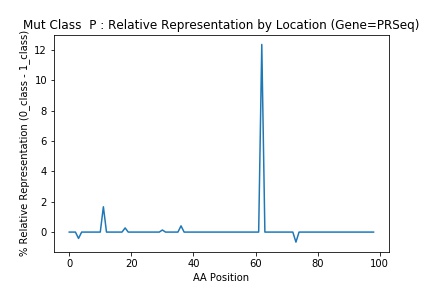 Mut Class  P : Relative Representation by Location (Gene=PRSeq)
% Relative Representation (0_class - 1_class)
12
10
8
6
4
2
0
0 20 40 60 80 100
AA Position